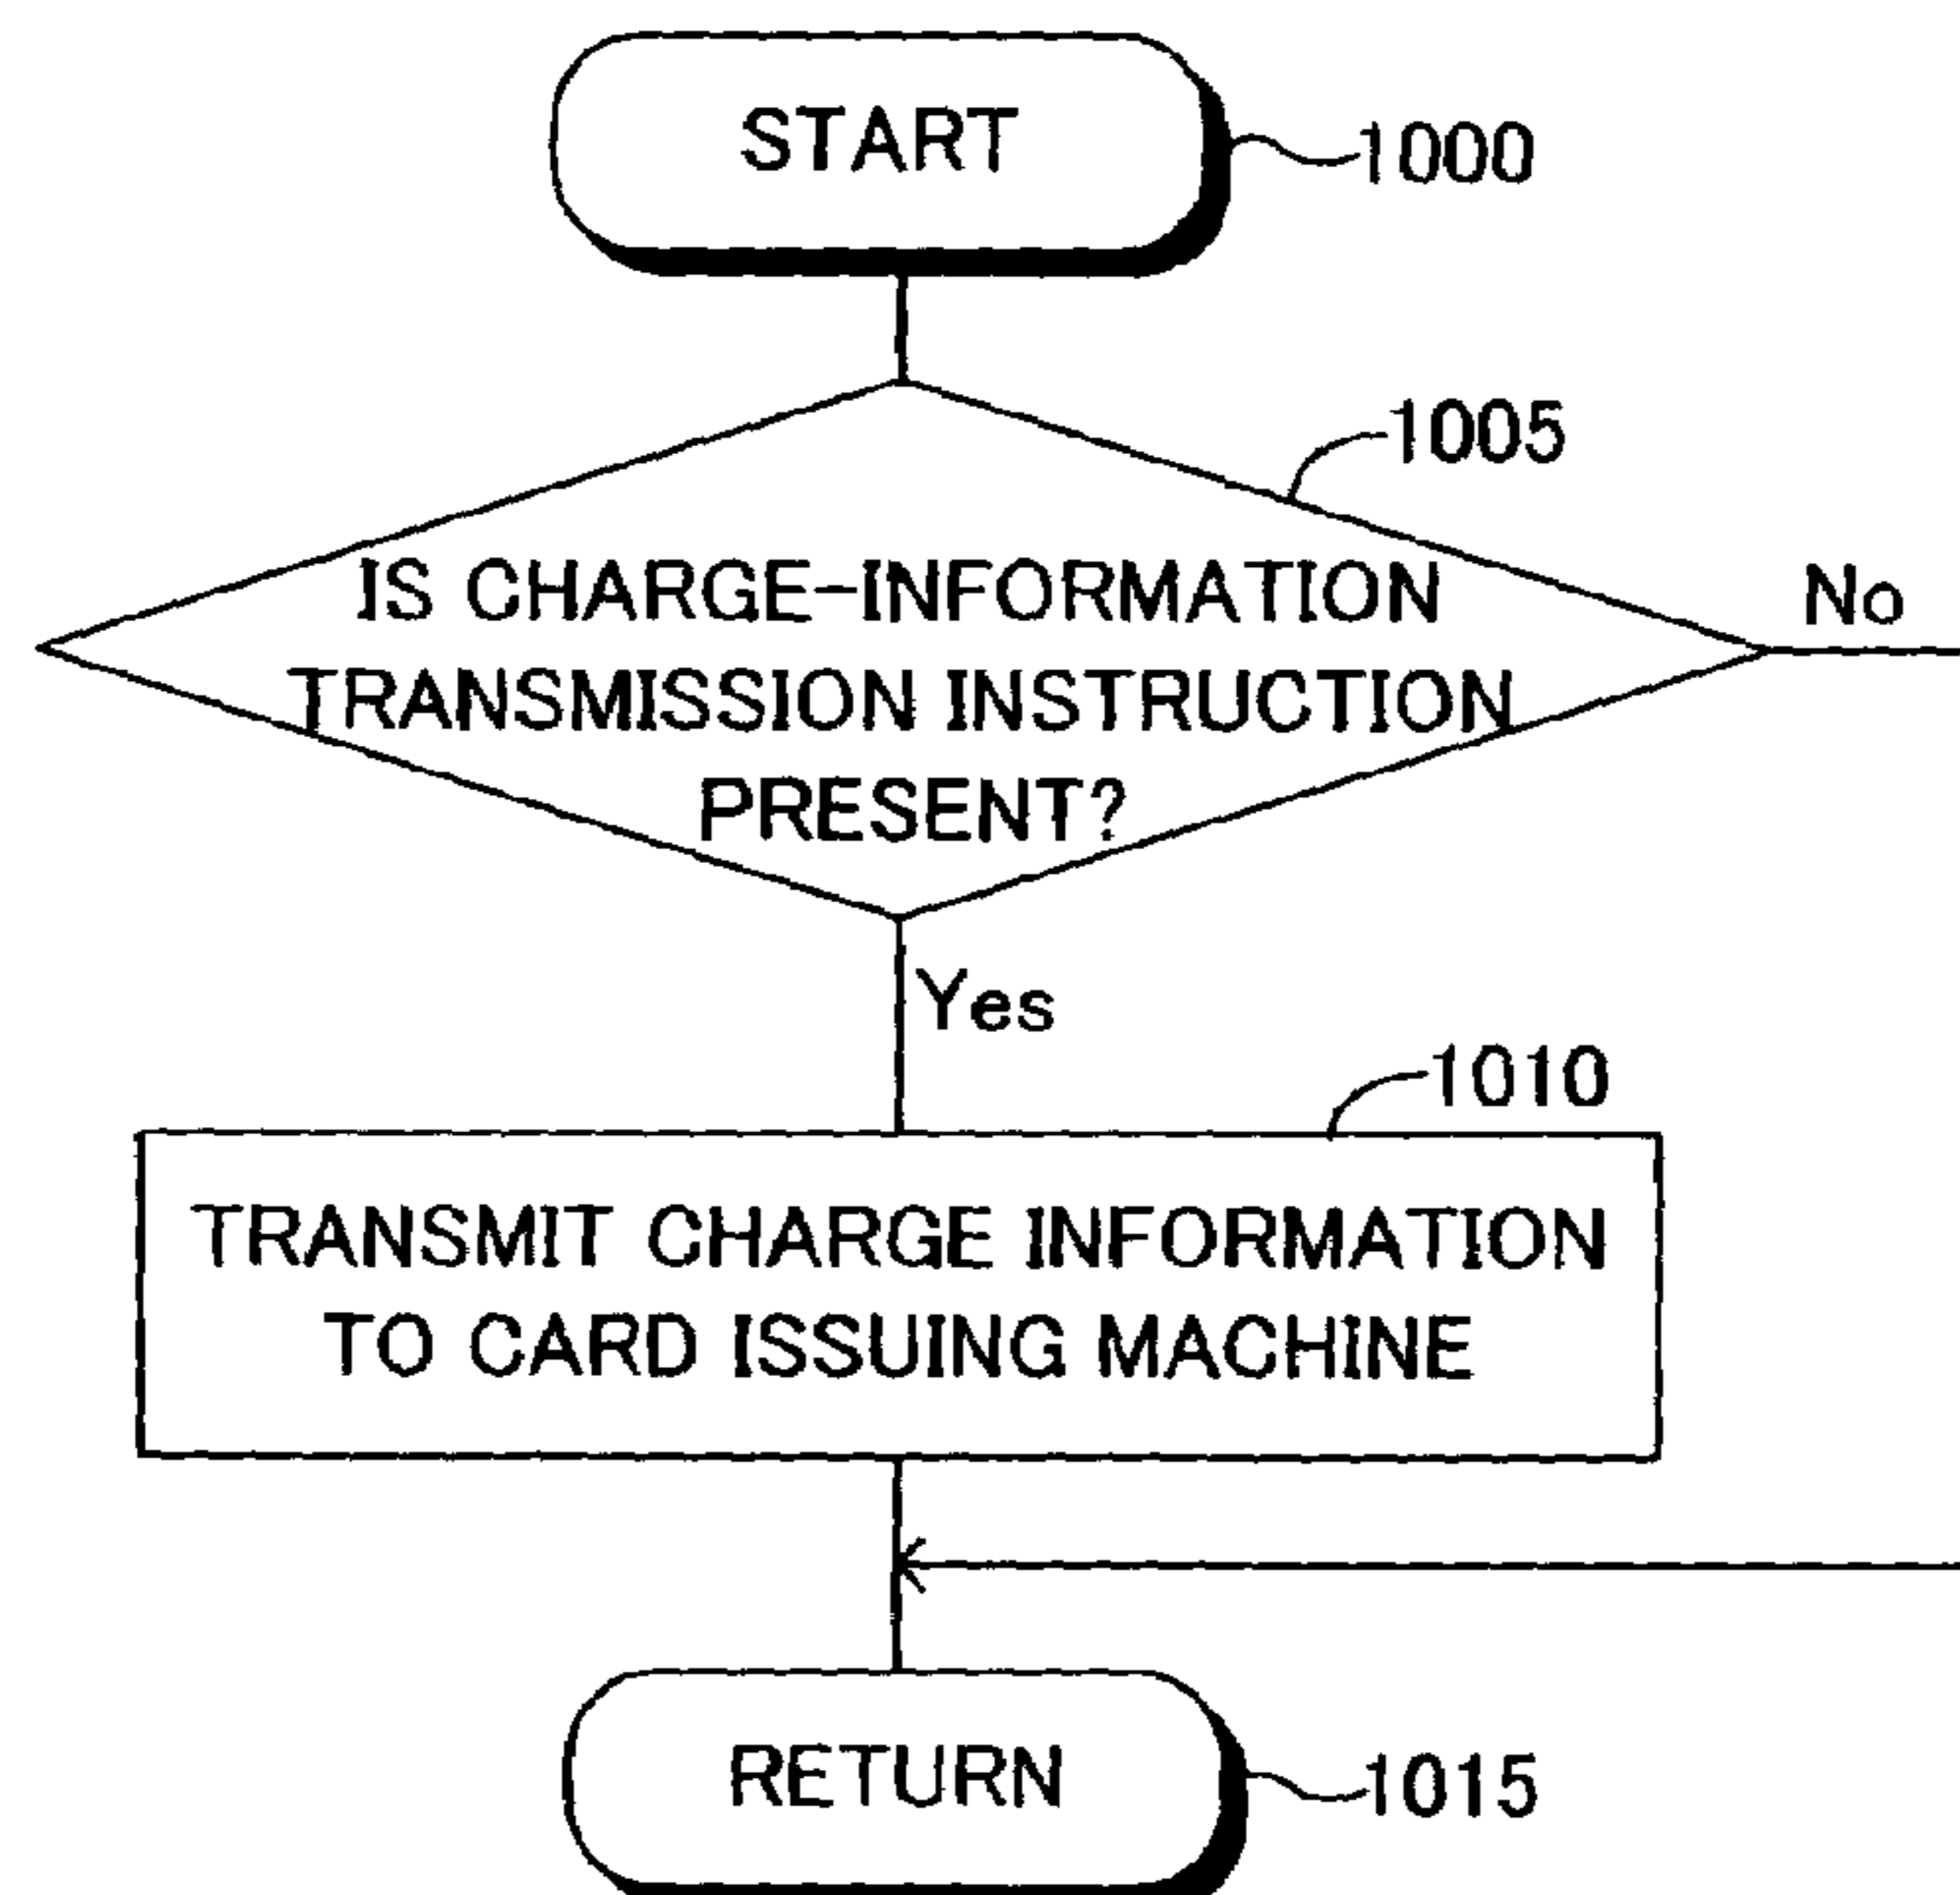 START
1000
1005
IS CHARGE-INFORMATION
TRANSMISSION INSTRUCTION
PRESENT?
No
Yes
1010
TRANSMIT CHARGE INFORMATION
TO CARD ISSUING MACHINE
RETURN
1015